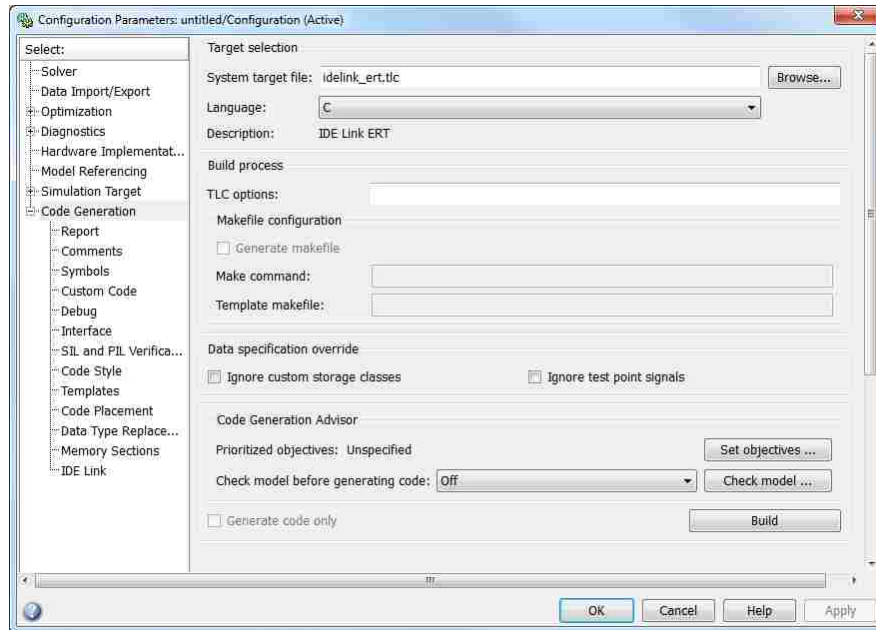 Configuration Parameters: untitled/Configuration (Active)
Select:
Solver
Data Import/Export
Optimization
Diagnostics
Hardware Implementat...
Model Referencing
Simulation Target
Code Generation
Report
Comments
Symbols
Custom Code
Debug
Interface
SIL and PIL Verifica...
Code Style
Templates
Code Placement
Data Type Replace...
Memory Sections
IDE Link
Target selection
System target file: idelink_ert.tlc Browse...
Language: C
Description: IDE Link ERT
Build process
TLC options:
Makefile configuration
Generate makefile
Make command:
Template makefile:
Data specification override
Ignore custom storage classes Ignore test point signals
Code Generation Advisor
Prioritized objectives: Unspecified Set objectives ...
Check model before generating code: Off Check model ...
Generate code only Build
OK Cancel Help Apply